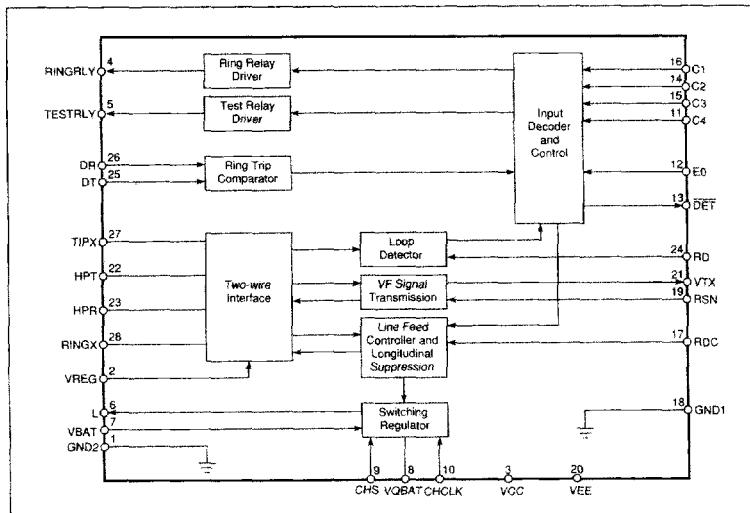 4
RINGRLY
Ring Relay
Driver
16
C1
14
C2
5
TESTRLY
Test Relay
Driver
15
C3
11
C4
Input
Decoder
and
Control
26
DR
25
DT
Ring Trip
Comparator
12
E0
13
DET
27
TIPX
Loop
Detector
24
RD
22
HPT
Two-wire
Interface
VF Signal
Transmission
21
VTX
19
RSN
23
HPR
28
RINGX
Line Feed
Controller and
Longitudinal
Suppression
17
RDC
2
VREG
6
L
7
VBAT
Switching
Regulator
18
GND1
1
GND2
9
8
10
3
20
CHS
VQBAT
CHCLK
VCC
VEE